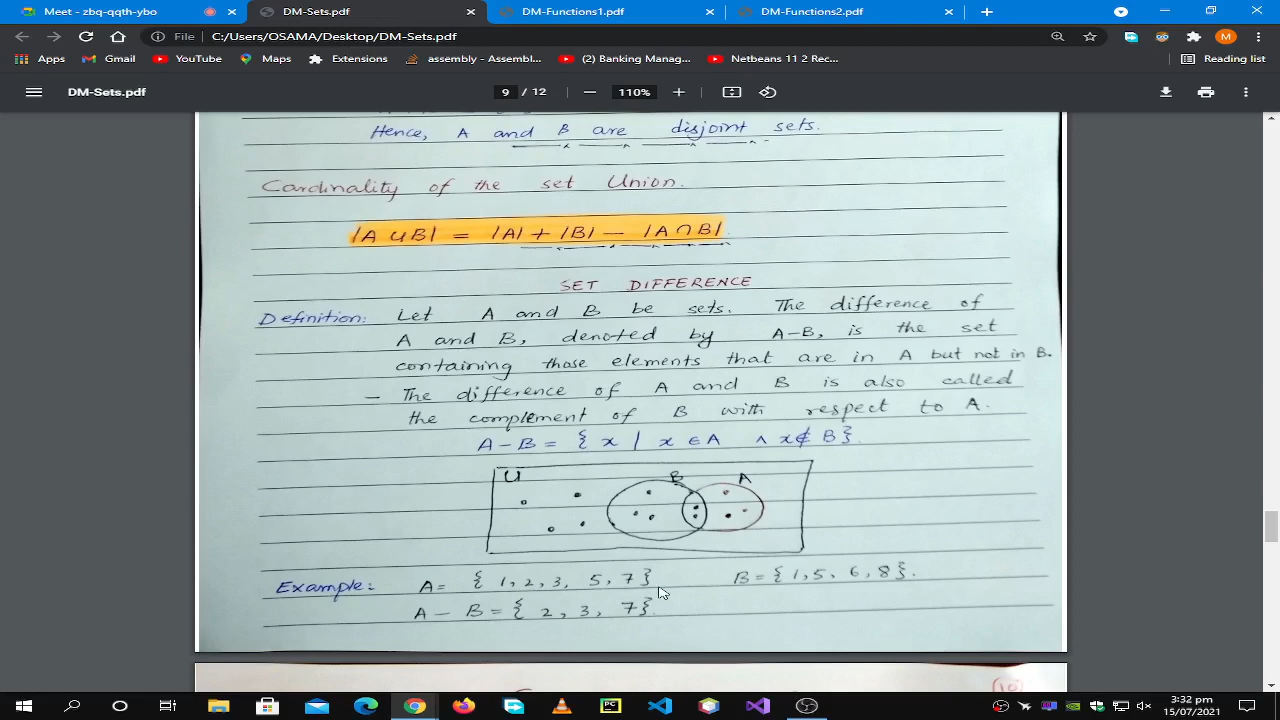 Meet - zbq-qqth-ybo
DM-Sets.pdf
DM-Functions1.pdf
DM-Functions2.pdf
File
C:/Users/OSAMA/Desktop/DM-Sets.pdf
M
Apps
Gmail
YouTube
Maps
Extensions
assembly - Assembl...
(2) Banking Manag...
Netbeans 11 2 Rec...
Reading list
DM-Sets.pdf
9 / 12
110%
Hence, A and B are disjoint sets.
Cardinality of the set Union.
|A ∪ B| = |A| + |B| - |A ∩ B|
SET DIFFERENCE
Definition: Let A and B be sets. The difference of
A and B, denoted by A-B, is the set
containing those elements that are in A but not in B.
- The difference of A and B is also called
the complement of B with respect to A.
A - B = { x | x ∈ A ∧ x ∉ B}.
U
B
A
Example: A = { 1, 2, 3, 5, 7} B = { 1, 5, 6, 8}.
A - B = { 2, 3, 7}.
(10)
3:32 pm
15/07/2021